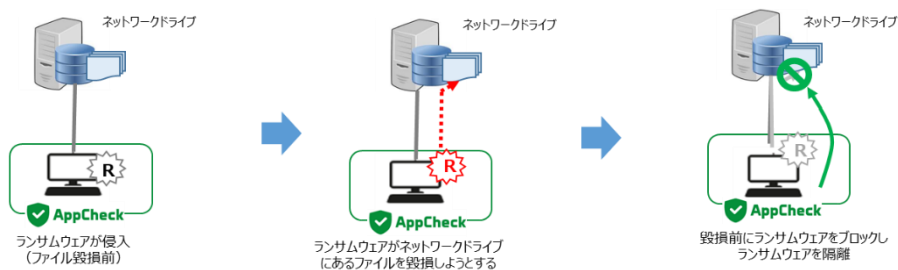 ネットワークドライブ
R
AppCheck
ランサムウェアが侵入
(ファイル毀損前)
ネットワークドライブ
R
AppCheck
ランサムウェアがネットワークドライブ
にあるファイルを毀損しようとする
ネットワークドライブ
R
AppCheck
毀損前にランサムウェアをブロックし
ランサムウェアを隔離